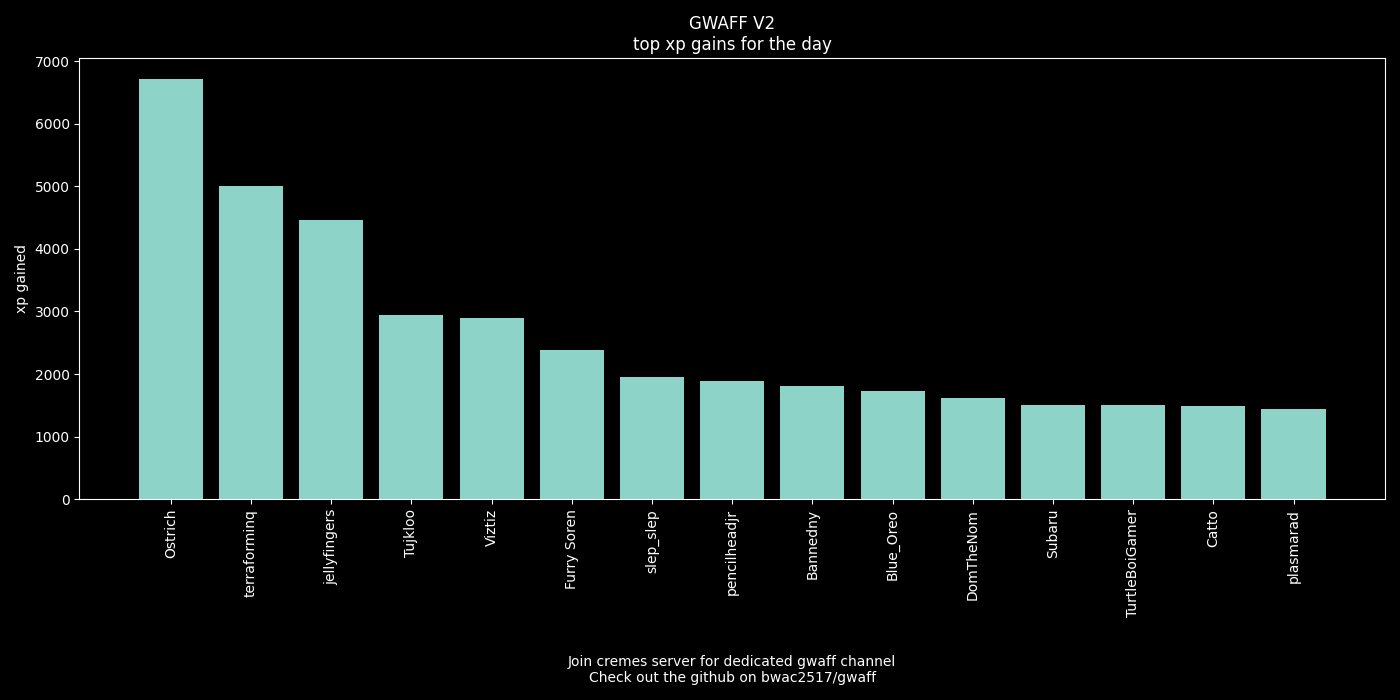 GWAFF V2
top xp gains for the day
7000
6000
5000
4000
3000
2000
1000
0
xp gained
Ostrich
terraforminq
jellyfingers
Tujkloo
Viztiz
Furry Soren
slep_slep
pencilheadjr
Bannedny
Blue_Oreo
DomTheNom
Subaru
TurtleBoiGamer
Catto
plasmarad
Join cremes server for dedicated gwaff channel
Check out the github on bwac2517/gwaff